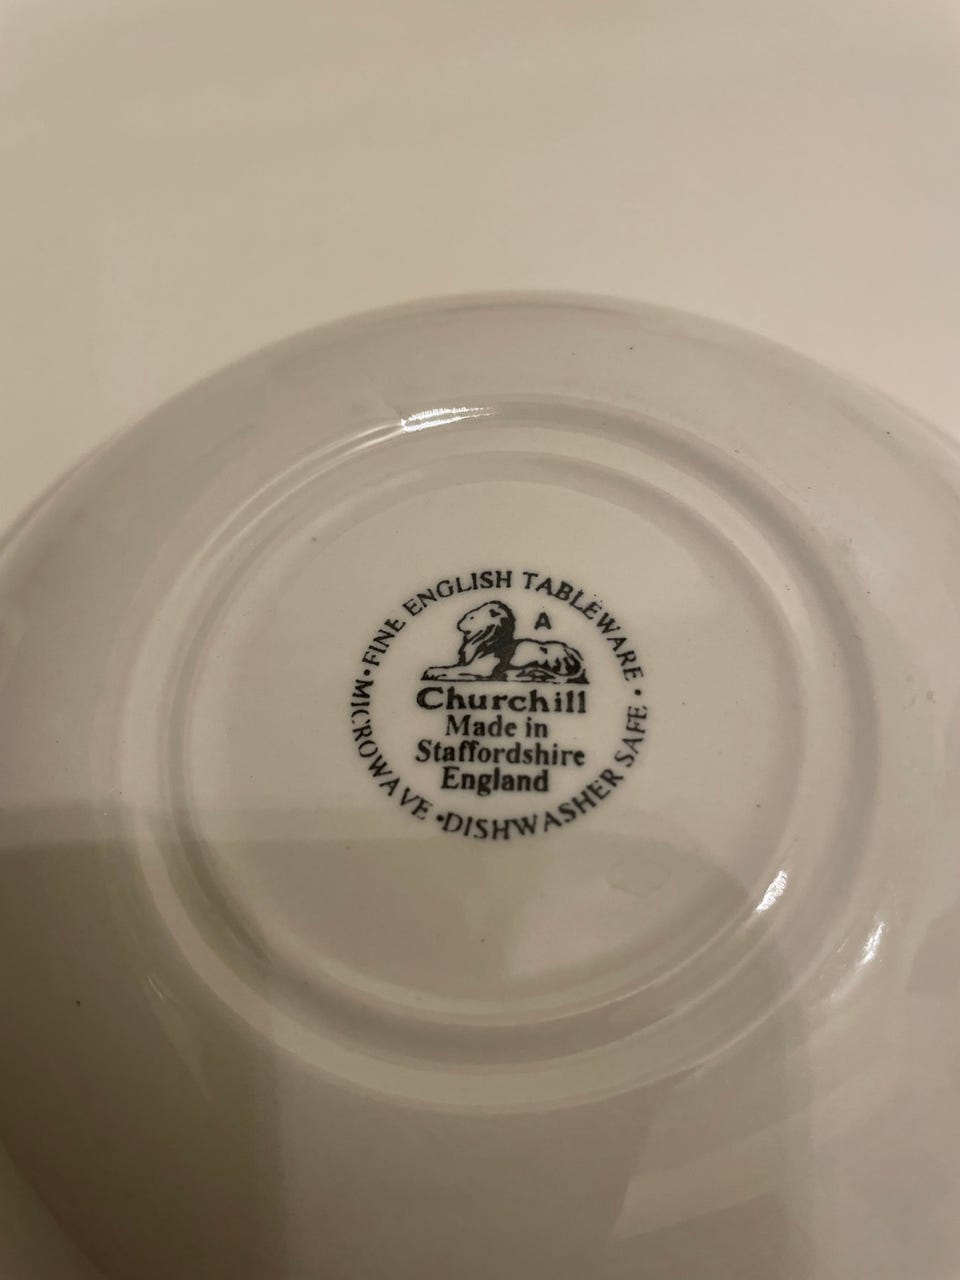 • FINE ENGLISH TABLEWARE •
A
Churchill
Made in
Staffordshire
England
MICROWAVE • DISHWASHER SAFE